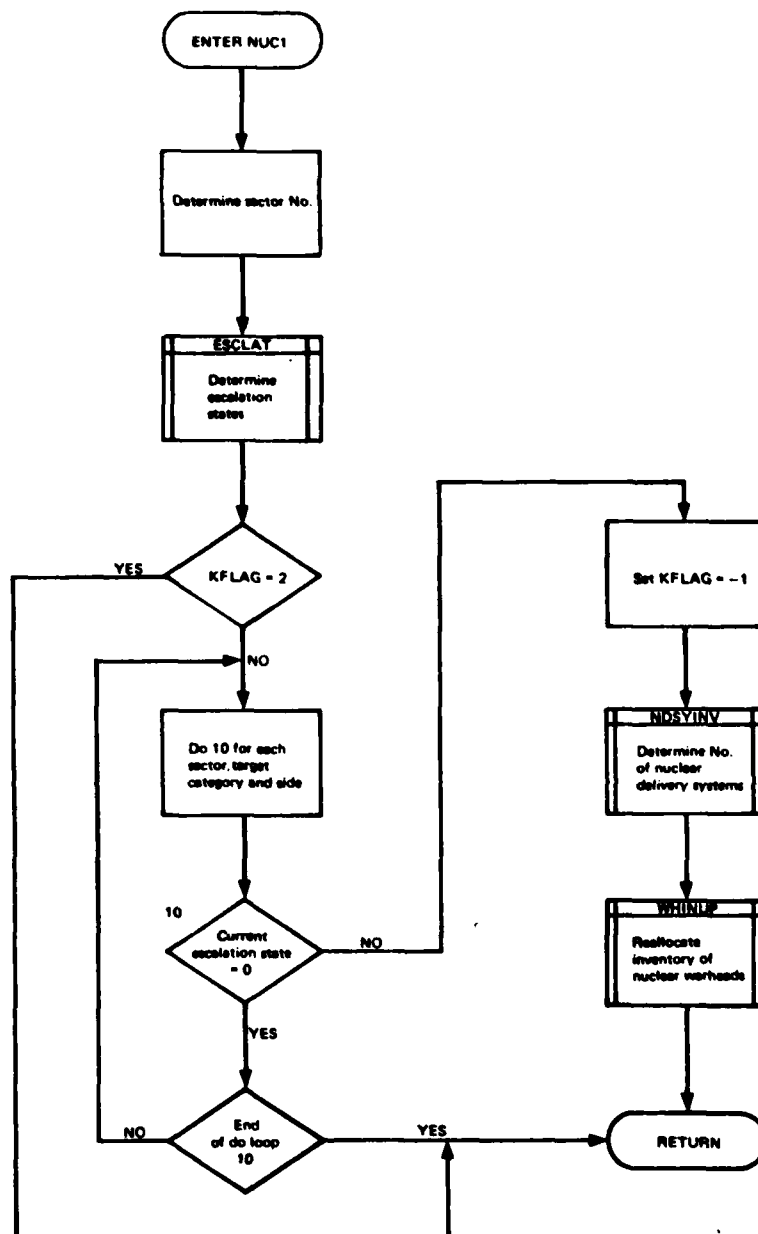 ENTER NUC1
Determine sector No.
ESCLAT
Determine
escalation
states
KFLAG = 2
YES
NO
Do 10 for each
sector, target
category and side
10
Current
escalation state
= 0
NO
YES
End
of do loop
10
NO
YES
Set KFLAG = -1
NDSYINV
Determine No.
of nuclear
delivery systems
WHINUP
Reallocate
inventory of
nuclear warheads
RETURN